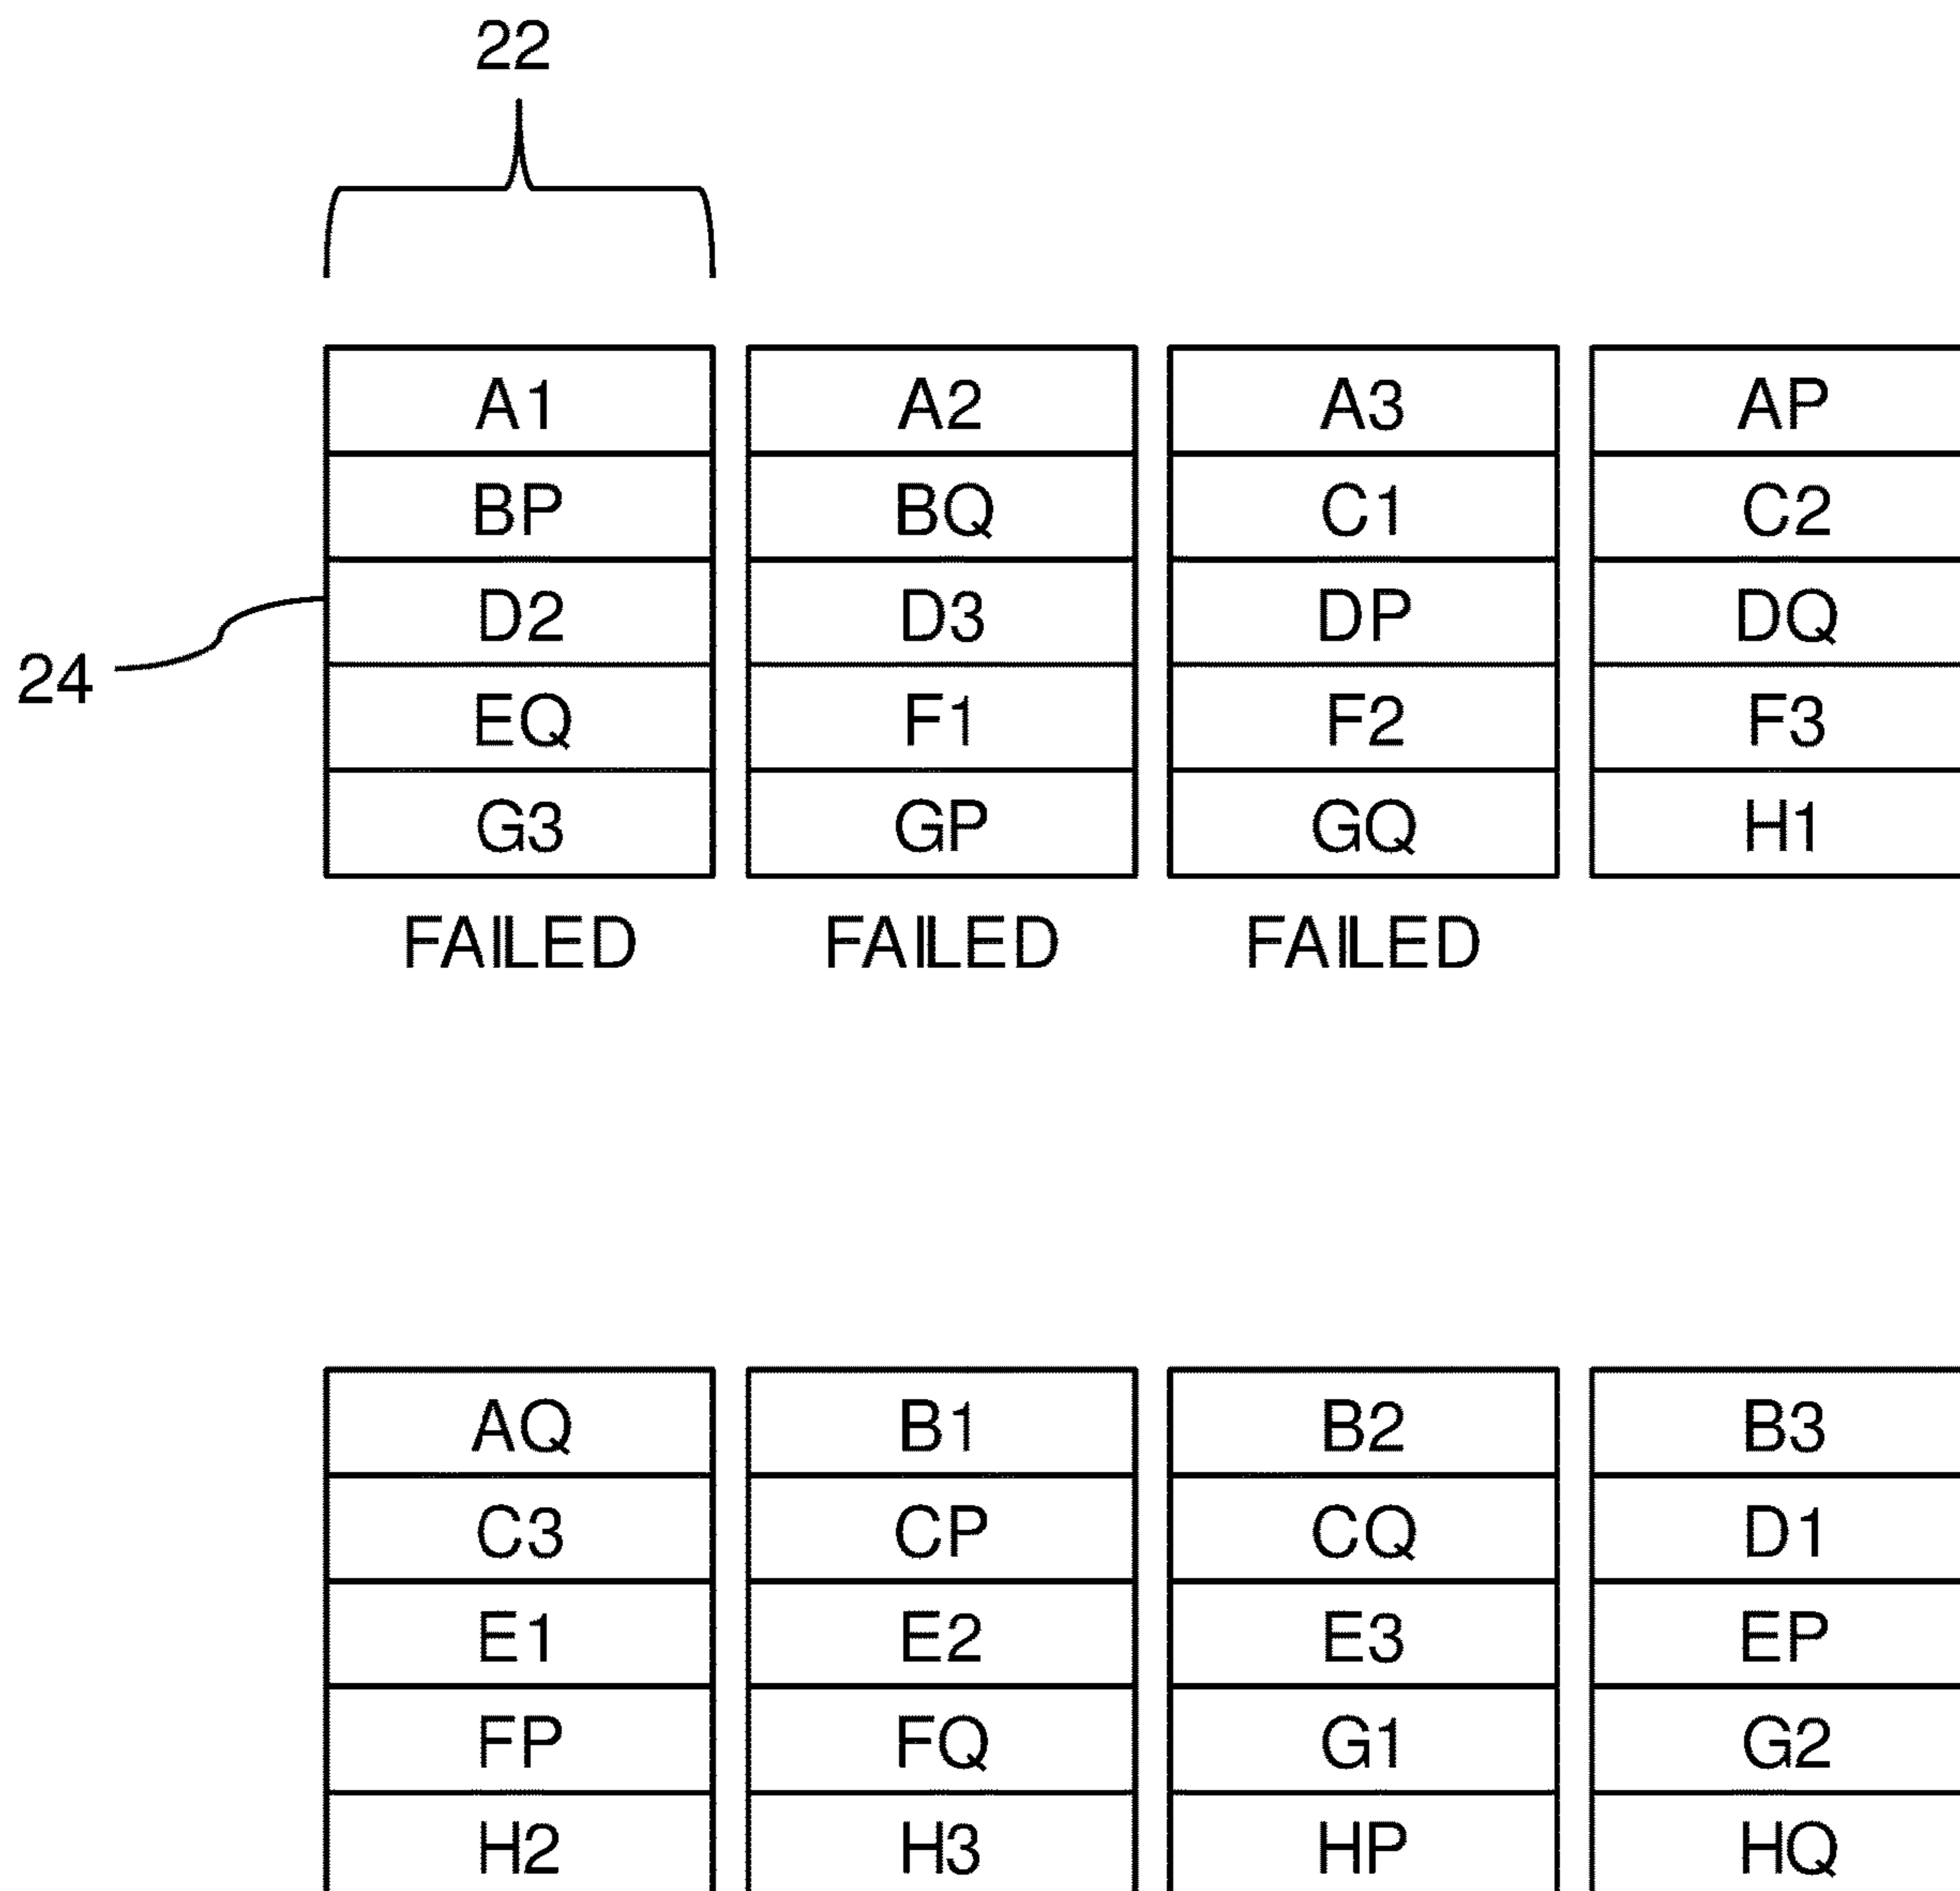 22
A1 A2 A3 AP
BP BQ C1 C2
D2 D3 DP DQ
24
EQ F1 F2 F3
G3 GP GQ H1
FAILED FAILED FAILED
AQ B1 B2 B3
C3 CP CQ D1
E1 E2 E3 EP
FP FQ G1 G2
H2 H3 HP HQ